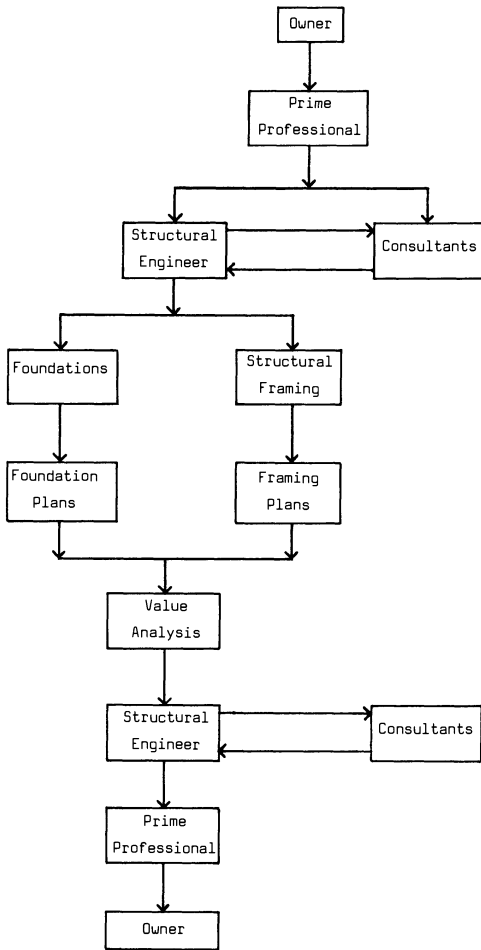 Owner
Prime
Professional
Structural
Engineer
Consultants
Foundations
Structural
Framing
Foundation
Plans
Framing
Plans
Value
Analysis
Structural
Engineer
Consultants
Prime
Professional
Owner